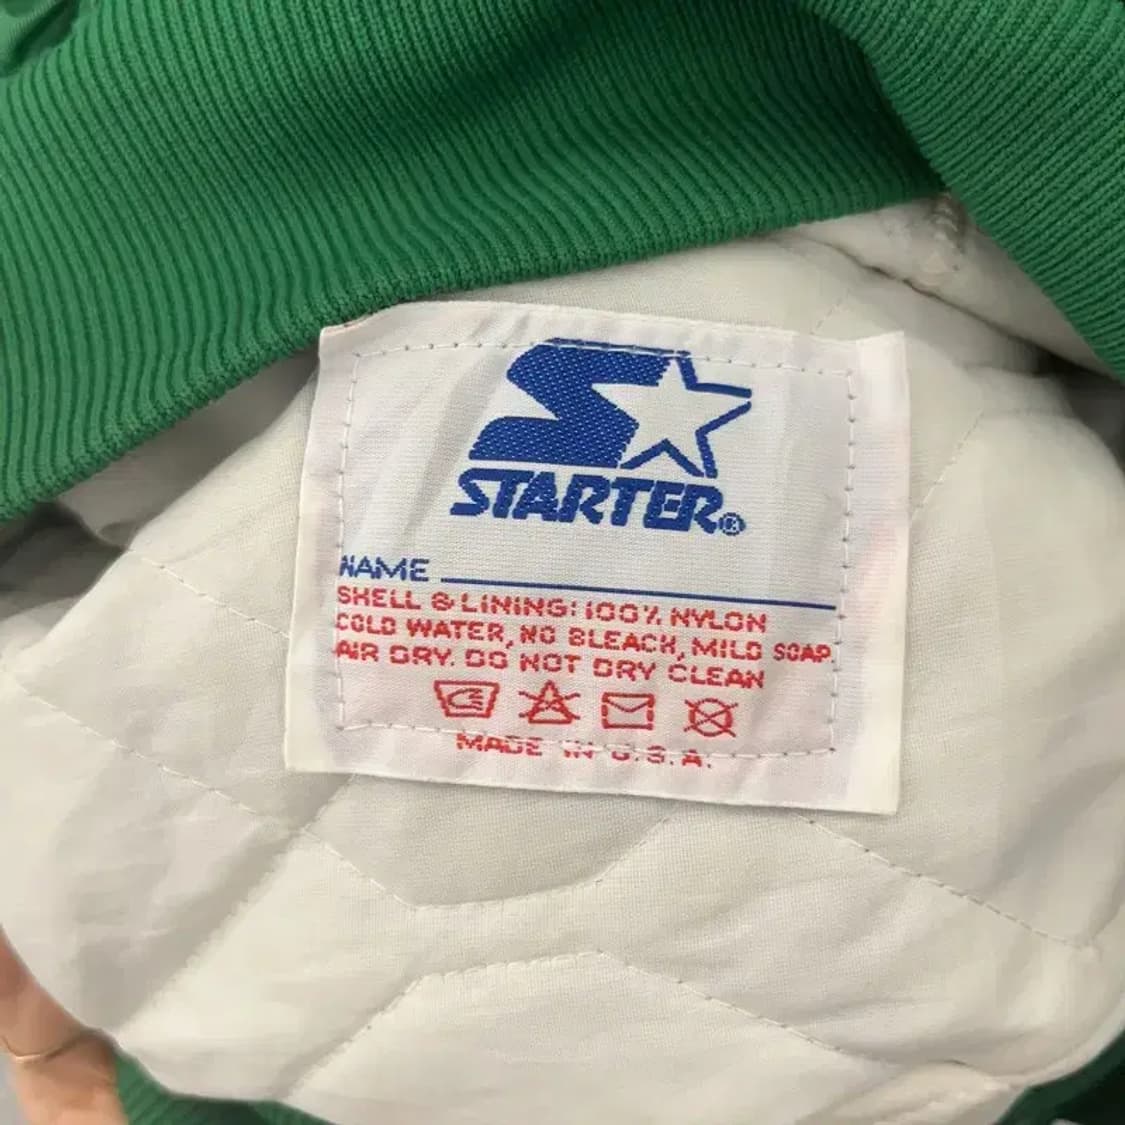 STARTER®
NAME
SHELL & LINING: 100% NYLON
COLD WATER, NO BLEACH, MILD SOAP
AIR DRY. DO NOT DRY CLEAN
MADE IN U.S.A.